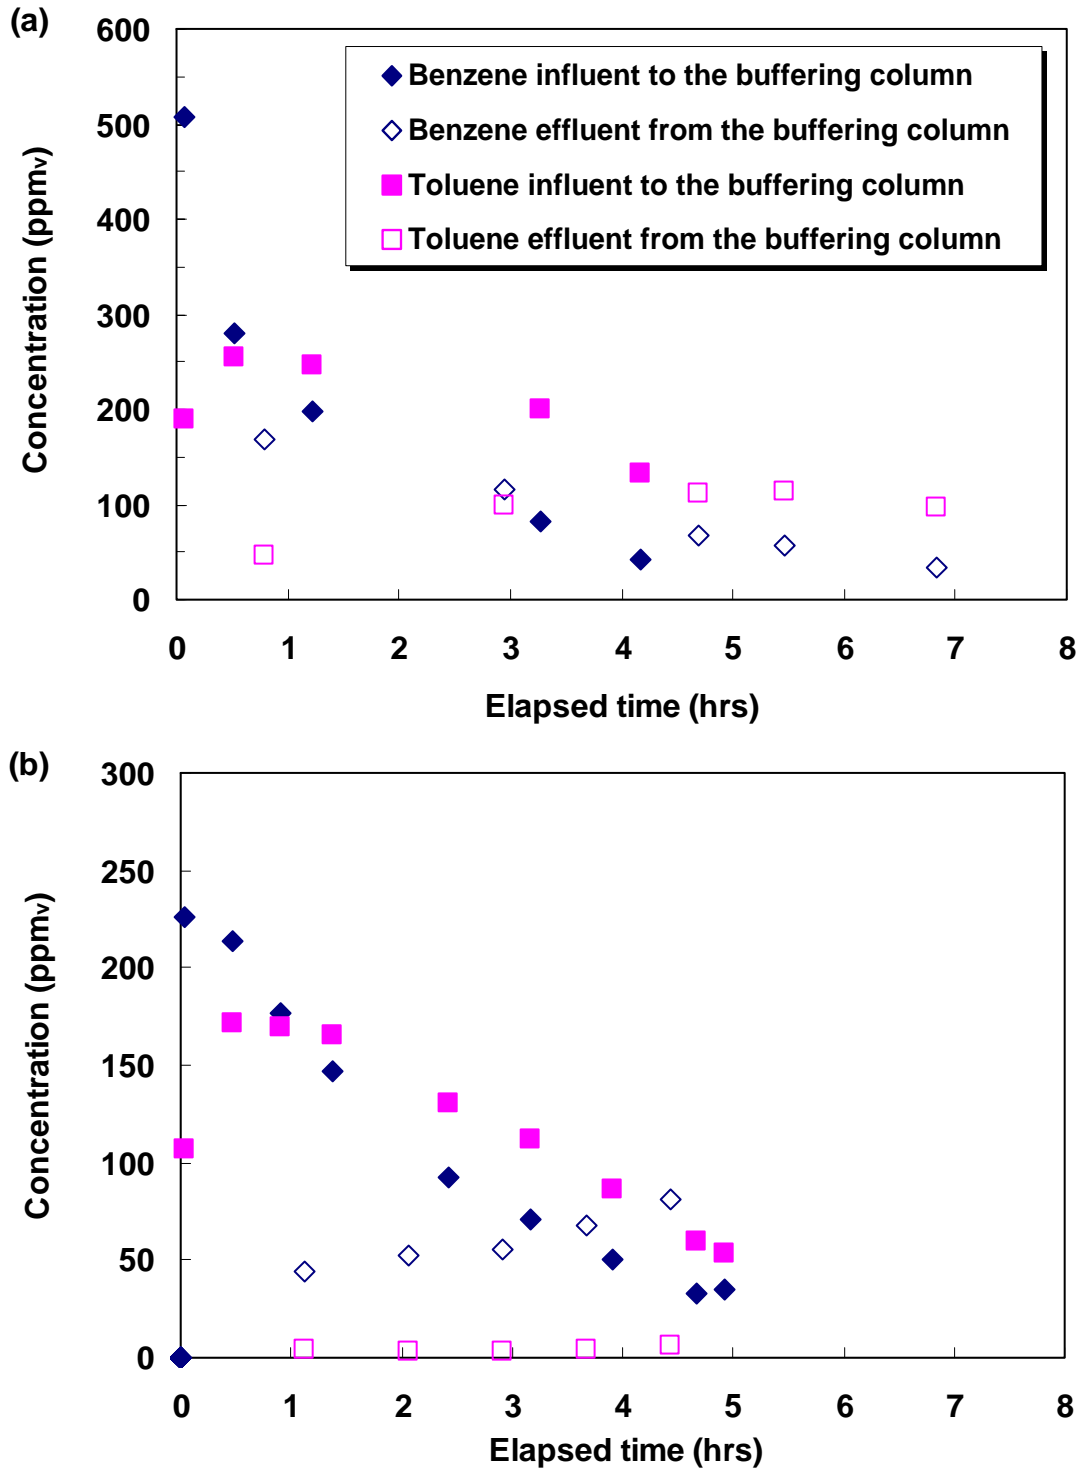 (a)
600
500
400
300
200
100
0
Concentration (ppmv)
Benzene influent to the buffering column
Benzene effluent from the buffering column
Toluene influent to the buffering column
Toluene effluent from the buffering column
0 1 2 3 4 5 6 7 8
Elapsed time (hrs)
(b)
300
250
200
150
100
50
0
Concentration (ppmv)
0 1 2 3 4 5 6 7 8
Elapsed time (hrs)